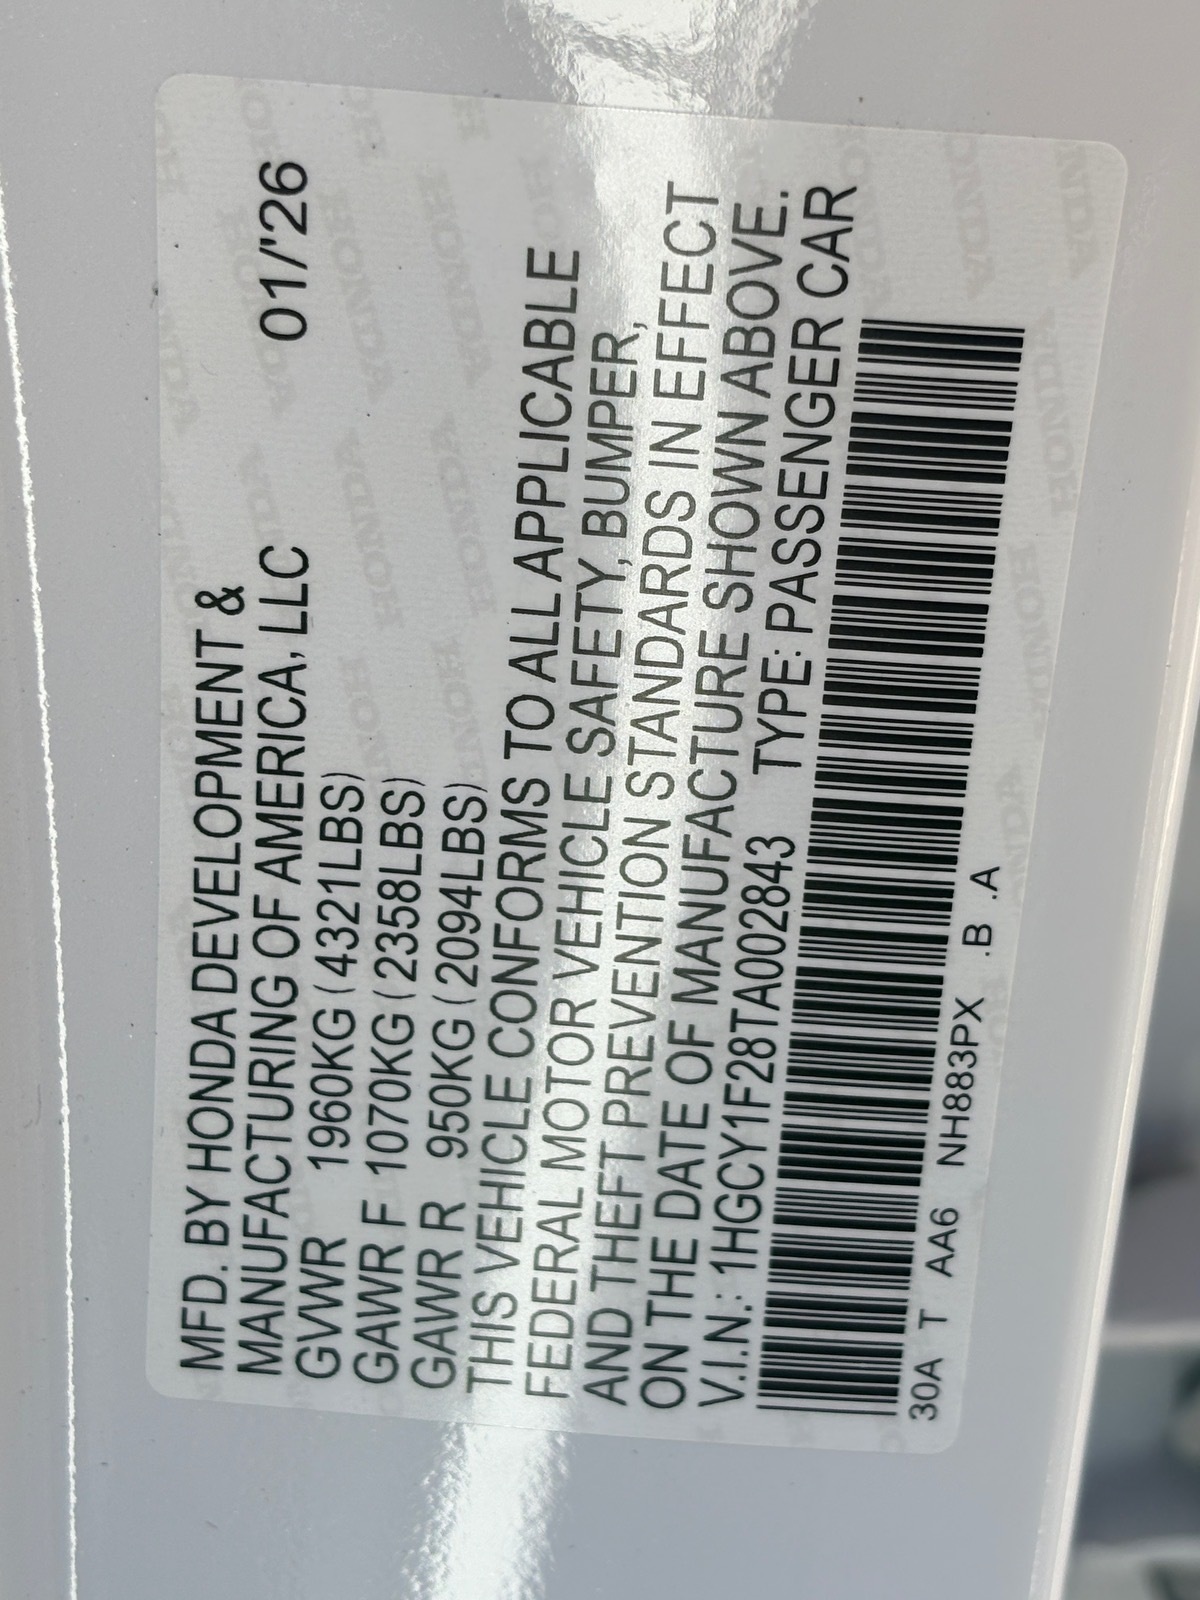 MFD. BY HONDA DEVELOPMENT &
MANUFACTURING OF AMERICA, LLC 01/'26
GVWR 1960KG (4321LBS)
GAWR F 1070KG (2358LBS)
GAWR R 950KG (2094LBS)
THIS VEHICLE CONFORMS TO ALL APPLICABLE
FEDERAL MOTOR VEHICLE SAFETY, BUMPER,
AND THEFT PREVENTION STANDARDS IN EFFECT
ON THE DATE OF MANUFACTURE SHOWN ABOVE.
V.I.N.: 1HGCY1F28TA002843 TYPE: PASSENGER CAR
30A T AA6 NH883PX .B .A